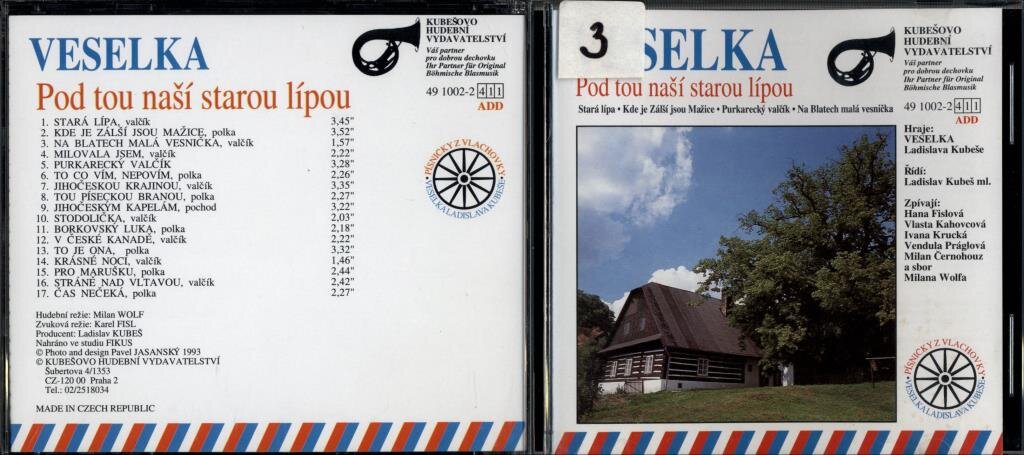 VESELKA
Pod tou naší starou lípou
KUBEŠOVO
HUDEBNÍ
VYDAVATELSTVÍ
Váš partner
pro dobrou dechovku
Ihr Partner für Original
Böhmische Blasmusik
49 1002-2 411
ADD
1. STARÁ LÍPA, valčík 3,45"
2. KDE JE ZÁLŠÍ JSOU MAŽICE, polka 3,52"
3. NA BLATECH MALÁ VESNIČKA, valčík 1,57"
4. MILOVALA JSEM, valčík 2,22"
5. PURKARECKÝ VALČÍK 3,28"
6. TO CO VÍM, NEPOVÍM, polka 2,26"
7. JIHOČESKOU KRAJINOU, valčík 3,35"
8. TOU PÍSECKOU BRANOU, polka 2,27"
9. JIHOČESKÝM KAPELÁM, pochod 3,22"
10. STODOLIČKA, valčík 2,03"
11. BORKOVSKÝ LUKA, polka 2,18"
12. V ČESKÉ KANADĚ, valčík 2,22"
13. TO JE ONA, polka 3,32"
14. KRÁSNÉ NOCI, valčík 1,46"
15. PRO MARUŠKU, polka 2,44"
16. STRÁNĚ NAD VLTAVOU, valčík 2,42"
17. ČAS NEČEKÁ, polka 2,27"
PÍSNIČKY Z VLACHOVKY
VESELKA LADISLAVA KUBEŠE
Hudební režie: Milan WOLF
Zvuková režie: Karel FISL
Producent: Ladislav KUBEŠ
Nahráno ve studiu FIKUS
© Photo and design Pavel JASANSKÝ 1993
© KUBEŠOVO HUDEBNÍ VYDAVATELSTVÍ
Šubertova 4/1353
CZ-120 00 Praha 2
Tel.: 02/2518034
MADE IN CZECH REPUBLIC
3
SELKA
Pod tou naší starou lípou
Stará lípa • Kde je Zálší jsou Mažice • Purkarecký valčík • Na Blatech malá vesnička
KUBEŠOVO
HUDEBNÍ
VYDAVATELSTVÍ
Váš partner
pro dobrou dechovku
Ihr Partner für Original
Böhmische Blasmusik
49 1002-2 411
ADD
Hraje:
VESELKA
Ladislava Kubeše
Řídí:
Ladislav Kubeš ml.
Zpívají:
Hana Fislová
Vlasta Kahovcová
Ivana Krucká
Vendula Práglová
Milan Černohouz
a sbor
Milana Wolfa
PÍSNIČKY Z VLACHOVKY
VESELKA LADISLAVA KUBEŠE